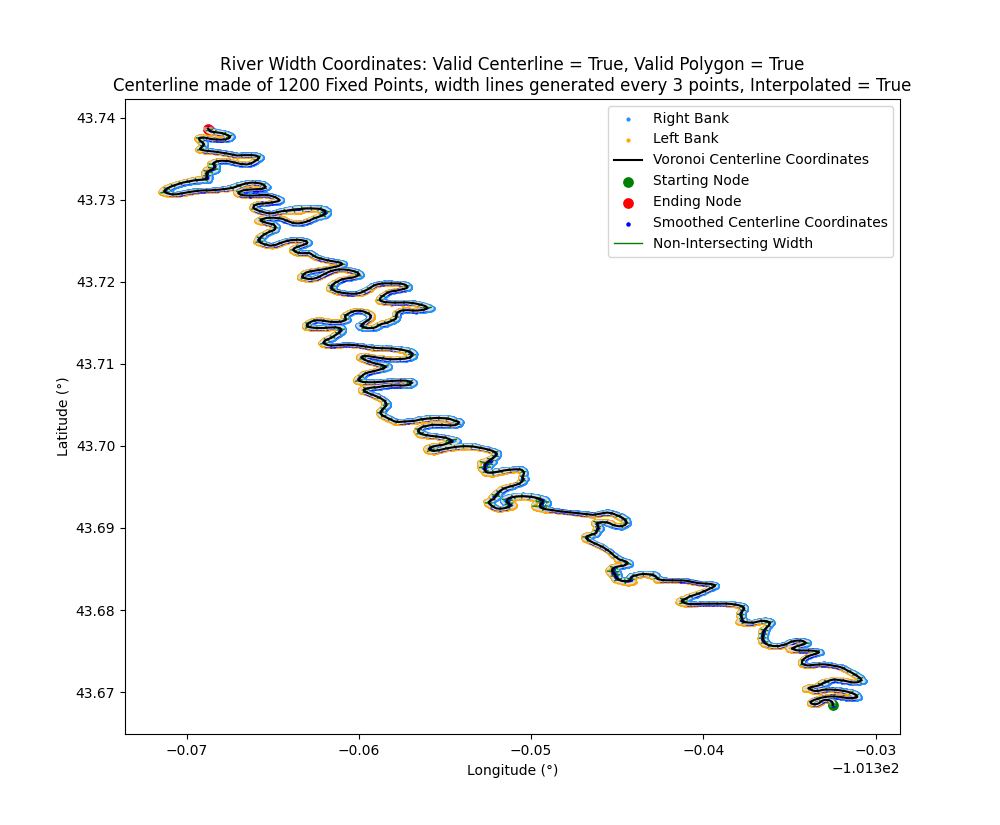 River Width Coordinates: Valid Centerline = True, Valid Polygon = True
Centerline made of 1200 Fixed Points, width lines generated every 3 points, Interpolated = True
Right Bank
Left Bank
Voronoi Centerline Coordinates
Starting Node
Ending Node
Smoothed Centerline Coordinates
Non-Intersecting Width
43.74
43.73
43.72
43.71
43.70
43.69
43.68
43.67
Latitude (°)
−0.07 −0.06 −0.05 −0.04 −0.03
Longitude (°)
−1.013e2